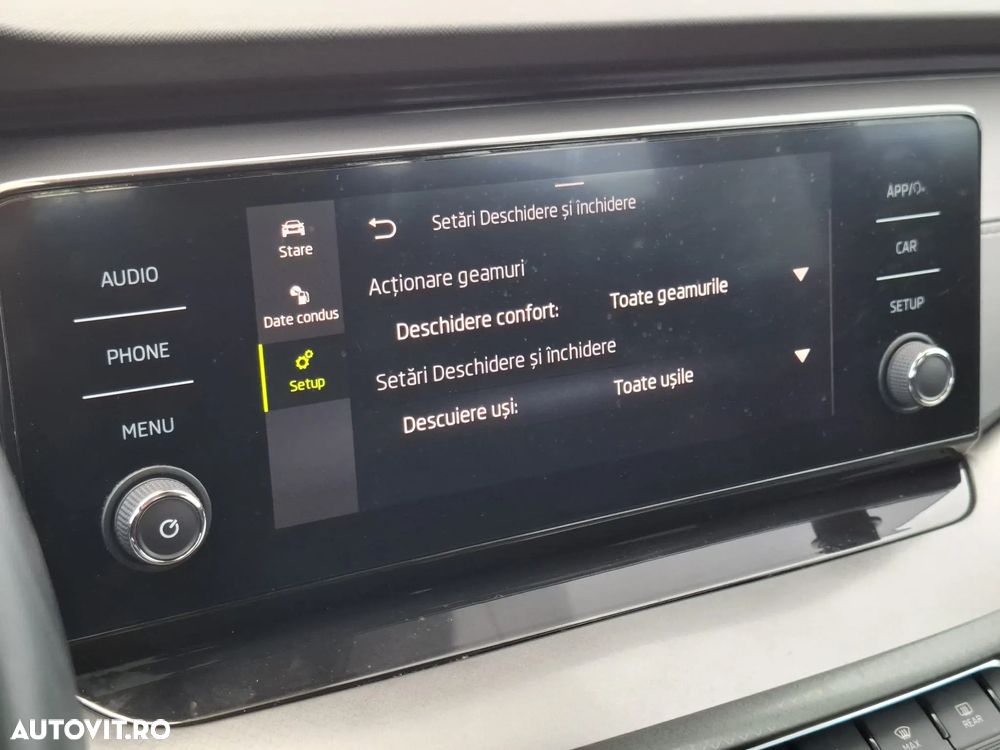 AUDIO
PHONE
MENU
Stare
Date condus
Setup
Setări Deschidere și închidere
Acționare geamuri
Deschidere confort:
Toate geamurile
Setări Deschidere și închidere
Descuiere uși:
Toate ușile
APP/
CAR
SETUP
MAX
REAR
AUTOVIT.RO